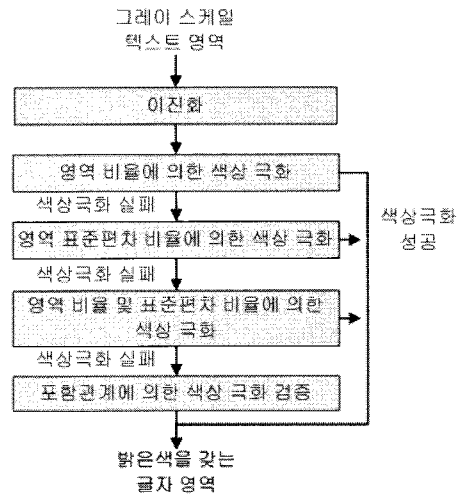 그레이 스케일
텍스트 영역
이진화
영역 비율에 의한 색상 극화
색상극화 실패
색상극화
성공
영역 표준편차 비율에 의한 색상 극화
색상극화 실패
영역 비율 및 표준편차 비율에 의한
색상 극화
색상극화 실패
포함관계에 의한 색상 극화 검증
밝은색을 갖는
글자 영역